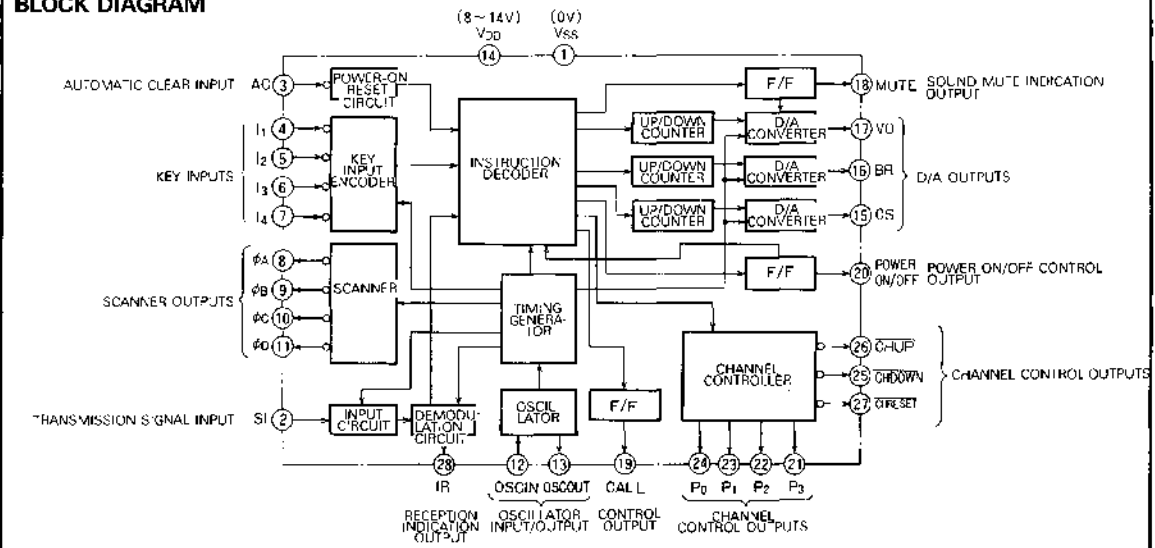 BLOCK DIAGRAM
(8~14V) (0V)
VDD VSS
14 1
AUTOMATIC CLEAR INPUT AC 3
POWER-ON
RESET
CIRCUIT
KEY INPUTS
I1 4
I2 5
I3 6
I4 7
KEY
INPUT
ENCODER
INSTRUCTION
DECODER
F/F
18 MUTE SOUND MUTE INDICATION
OUTPUT
UP/DOWN
COUNTER
D/A
CONVERTER
17 VO
UP/DOWN
COUNTER
D/A
CONVERTER
16 BR
D/A OUTPUTS
UP/DOWN
COUNTER
D/A
CONVERTER
15 CS
SCANNER OUTPUTS
ϕA 8
ϕB 9
ϕC 10
ϕD 11
SCANNER
TIMING
GENERA-
TOR
F/F
20 POWER ON/OFF
POWER ON/OFF CONTROL
OUTPUT
CHANNEL
CONTROLLER
26 CHUP
25 CHDOWN
27 CHRESET
CHANNEL CONTROL OUTPUTS
TRANSMISSION SIGNAL INPUT SI 2
INPUT
CIRCUIT
DEMODU-
LATION
CIRCUIT
OSCIL
LATOR
F/F
28 12 13 19 24 23 22 21
IR OSCIN OSCOUT CALL P0 P1 P2 P3
RECEPTION
INDICATION
OUTPUT
OSCILLATOR
INPUT/OUTPUT
CONTROL
OUTPUT
CHANNEL
CONTROL OUTPUTS